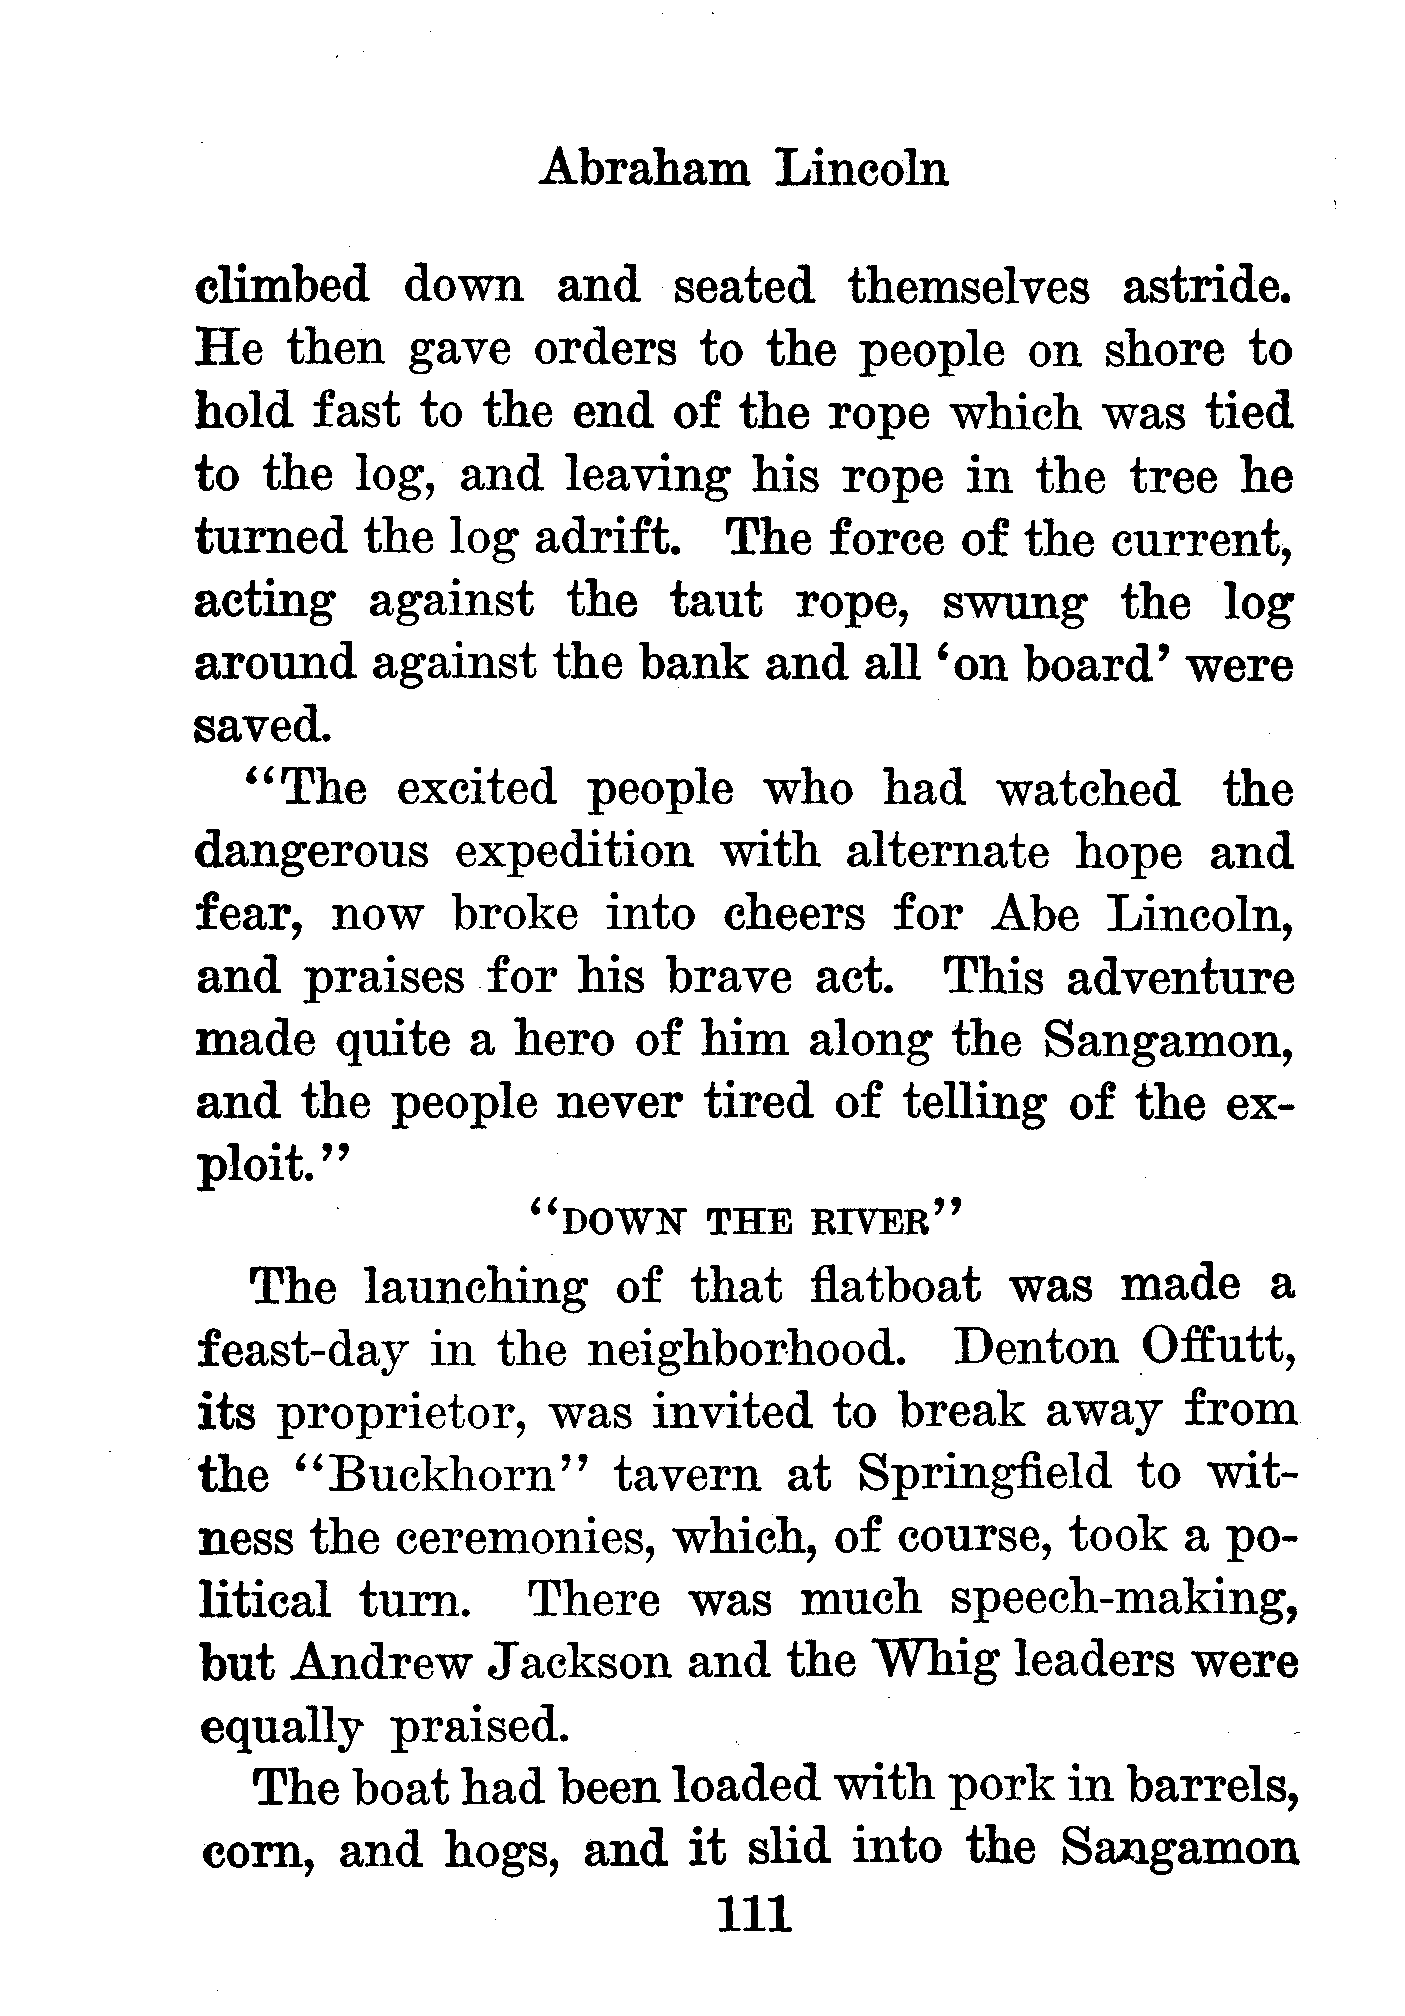 Abraham Lincoln
climbed down and seated themselves astride.
He then gave orders to the people on shore to
hold fast to the end of the rope which was tied
to the log, and leaving his rope in the tree he
turned the log adrift. The force of the current,
acting against the taut rope, swung the log
around against the bank and all ‘on board’ were
saved.
“The excited people who had watched the
dangerous expedition with alternate hope and
fear, now broke into cheers for Abe Lincoln,
and praises for his brave act. This adventure
made quite a hero of him along the Sangamon,
and the people never tired of telling of the ex-
ploit.”
“DOWN THE RIVER”
The launching of that flatboat was made a
feast-day in the neighborhood. Denton Offutt,
its proprietor, was invited to break away from
the “Buckhorn” tavern at Springfield to wit-
ness the ceremonies, which, of course, took a po-
litical turn. There was much speech-making,
but Andrew Jackson and the Whig leaders were
equally praised.
The boat had been loaded with pork in barrels,
corn, and hogs, and it slid into the Sangamon
111